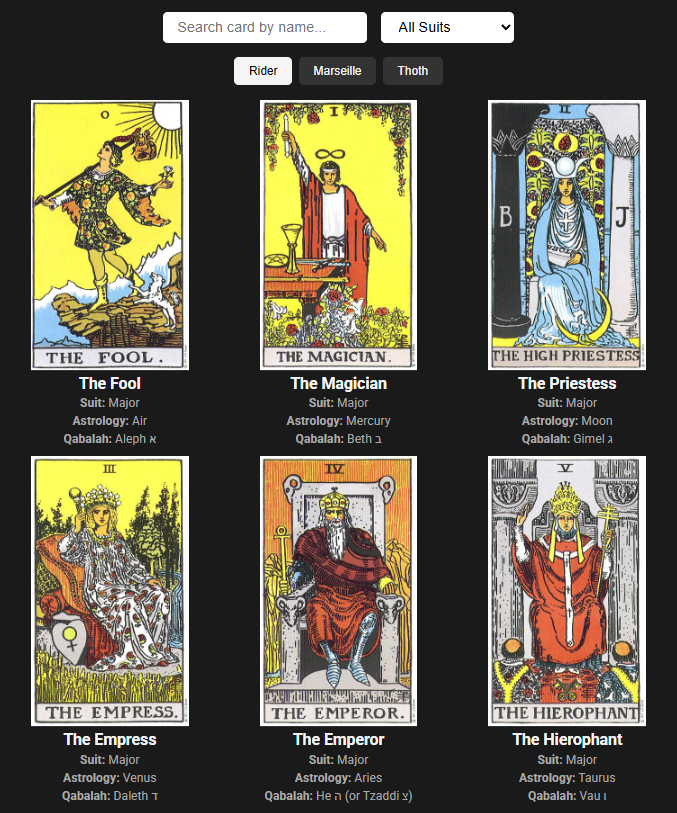 Search card by name...
All Suits
Rider
Marseille
Thoth
0
I
II
B
J
THE FOOL.
THE MAGICIAN.
THE HIGH PRIESTESS
The Fool
The Magician
The Priestess
Suit: Major
Suit: Major
Suit: Major
Astrology: Air
Astrology: Mercury
Astrology: Moon
Qabalah: Aleph א
Qabalah: Beth ב
Qabalah: Gimel ג
III
IV
V
THE EMPRESS.
THE EMPEROR.
THE HIEROPHANT
The Empress
The Emperor
The Hierophant
Suit: Major
Suit: Major
Suit: Major
Astrology: Venus
Astrology: Aries
Astrology: Taurus
Qabalah: Daleth ד
Qabalah: He ה (or Tzaddi צ)
Qabalah: Vau ו